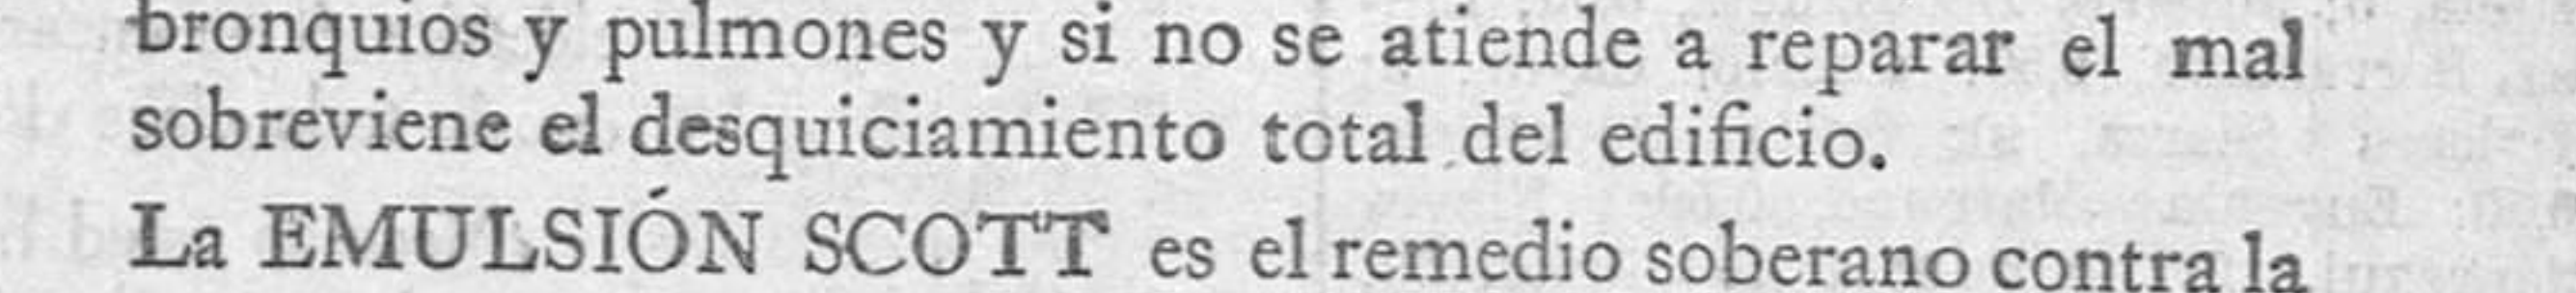 bronquios y pulmones y si no se atiende a reparar el mal
sobreviene el desquiciamiento total del edificio.
La EMULSIÓN SCOTT es el remedio soberano contra la